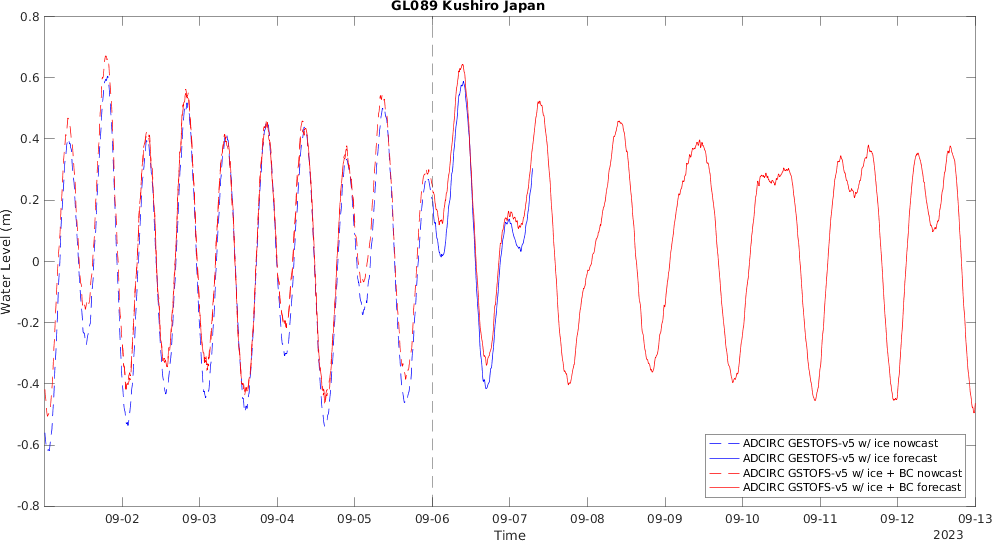 GL089 Kushiro Japan
0.8
0.6
0.4
0.2
0
-0.2
-0.4
-0.6
-0.8
Water Level (m)
ADCIRC GESTOFS-v5 w/ ice nowcast
ADCIRC GESTOFS-v5 w/ ice forecast
ADCIRC GSTOFS-v5 w/ ice + BC nowcast
ADCIRC GSTOFS-v5 w/ ice + BC forecast
09-02 09-03 09-04 09-05 09-06 09-07 09-08 09-09 09-10 09-11 09-12 09-13
Time
2023